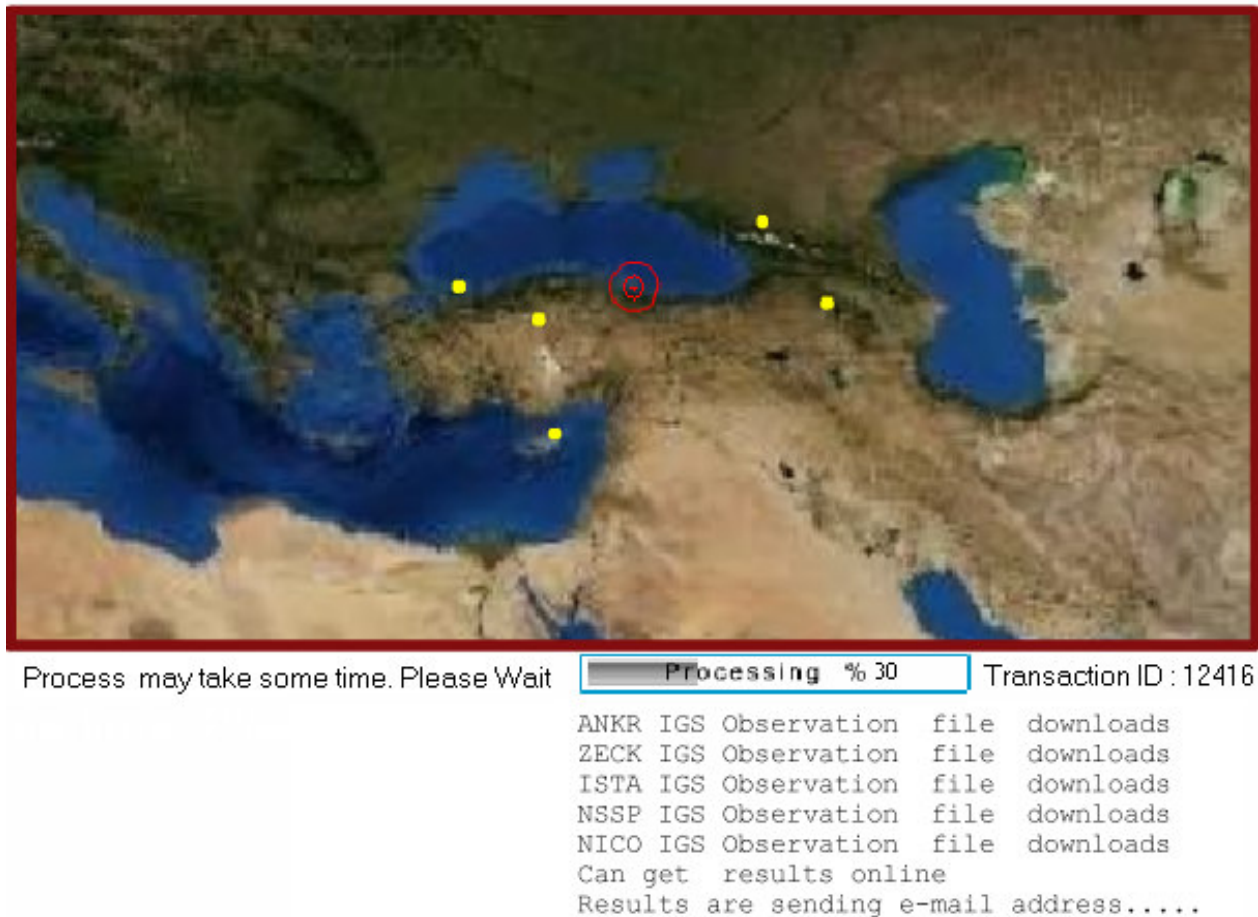 Process may take some time. Please Wait
Processing % 30
Transaction ID : 12416
ANKR IGS Observation file downloads
ZECK IGS Observation file downloads
ISTA IGS Observation file downloads
NSSP IGS Observation file downloads
NICO IGS Observation file downloads
Can get results online
Results are sending e-mail address.....